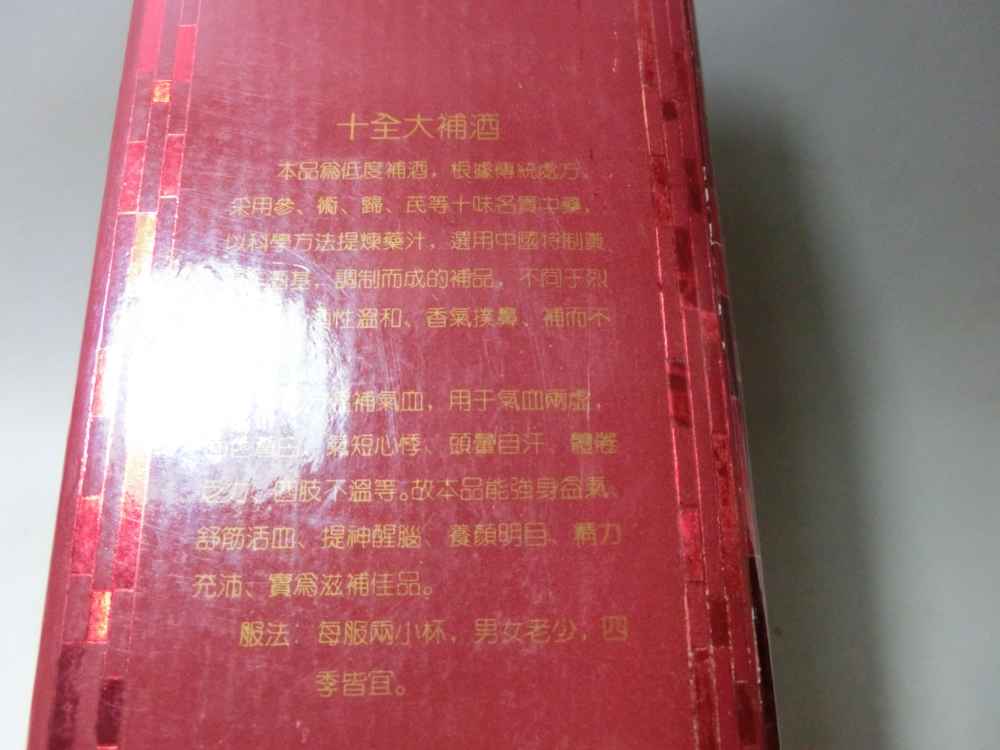 十全大補酒
本品爲低度補酒，根據傳統處方、
采用參、術、歸、芪等十味名貴中藥，
以科學方法提煉藥汁，選用中國特制黃
酒基，調制而成的補品，不同于烈
酒性溫和、香氣撲鼻、補而不
補氣血，用于氣血兩虛，
蒼白、氣短心悸、頭暈自汗、體倦
乏力、四肢不溫等。故本品能強身益氣、
舒筋活血、提神醒腦、養顏明目、精力
充沛、實爲滋補佳品。
服法：每服兩小杯，男女老少，四
季皆宜。